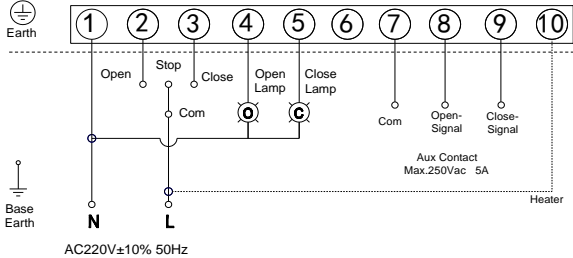 Earth
1 2 3 4 5 6 7 8 9 10
Open
Stop
Close
Com
Open
Lamp
Close
Lamp
O
C
Com
Open-
Signal
Close-
Signal
Aux Contact
Max.250Vac 5A
Heater
Base
Earth
N
L
AC220V±10% 50Hz